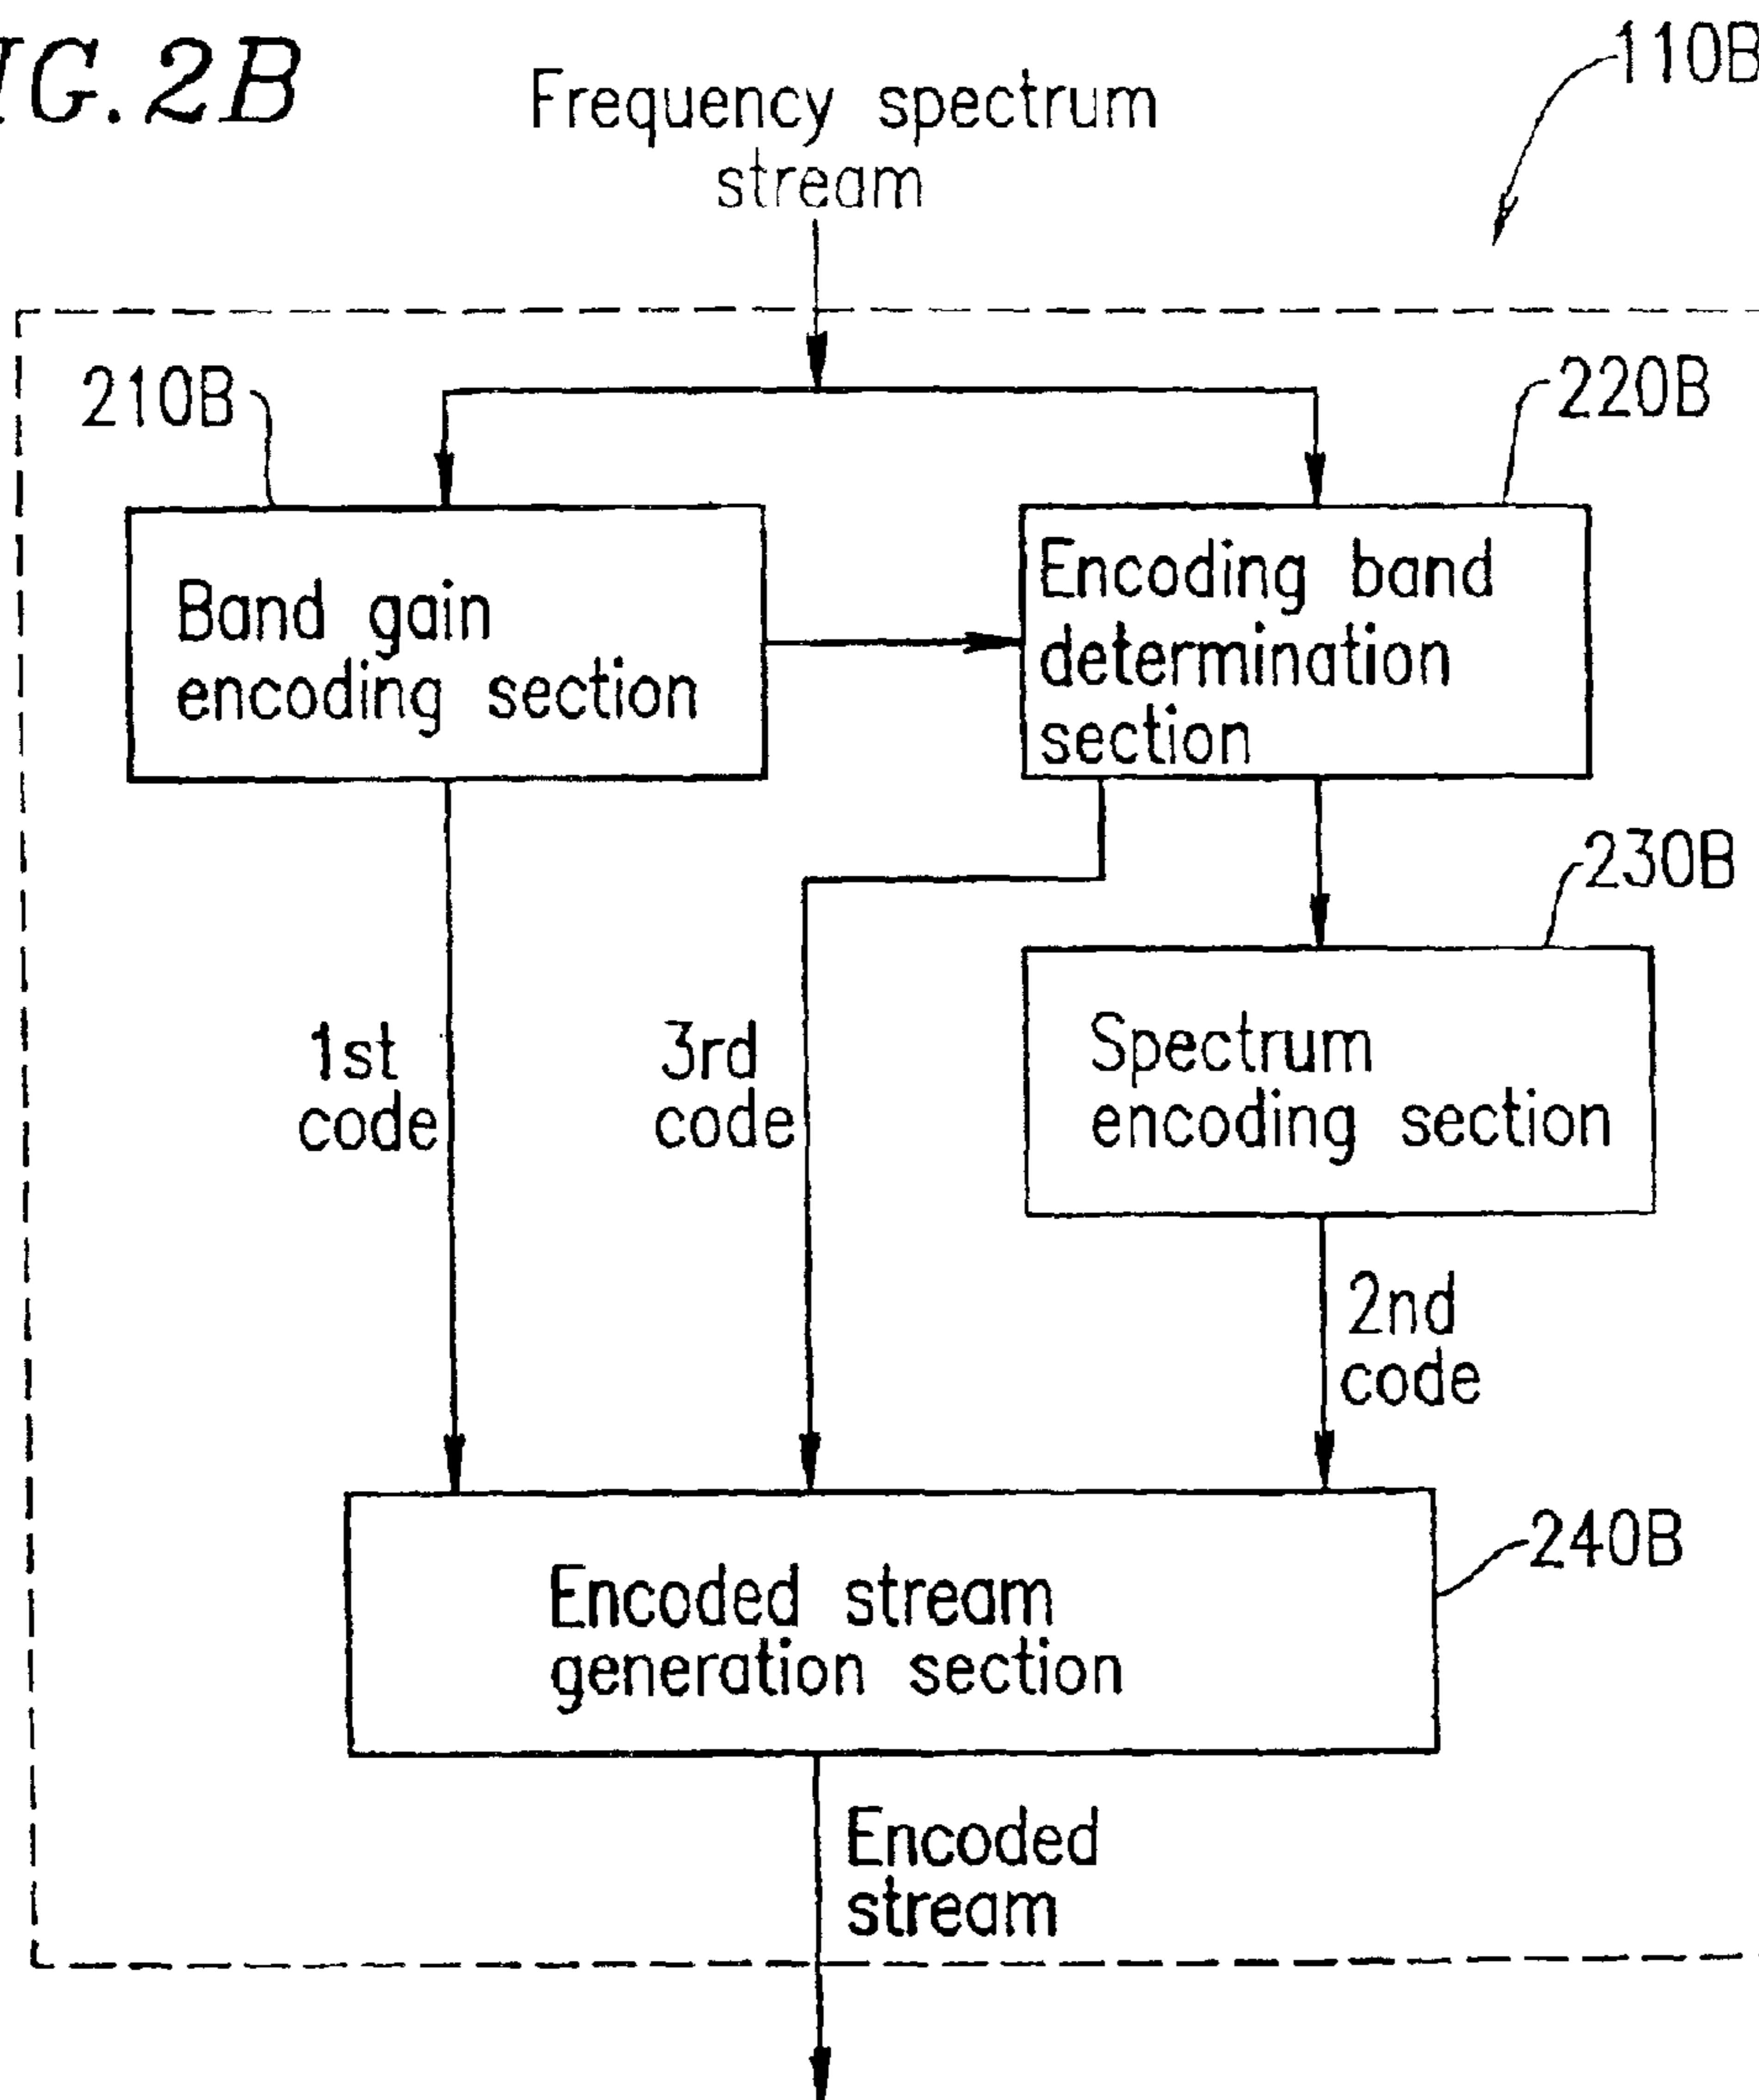 IG. 2B
110B
Frequency spectrum
stream
210B
220B
Band gain
encoding section
Encoding band
determination
section
230B
1st
code
3rd
code
Spectrum
encoding section
2nd
code
240B
Encoded stream
generation section
Encoded
stream